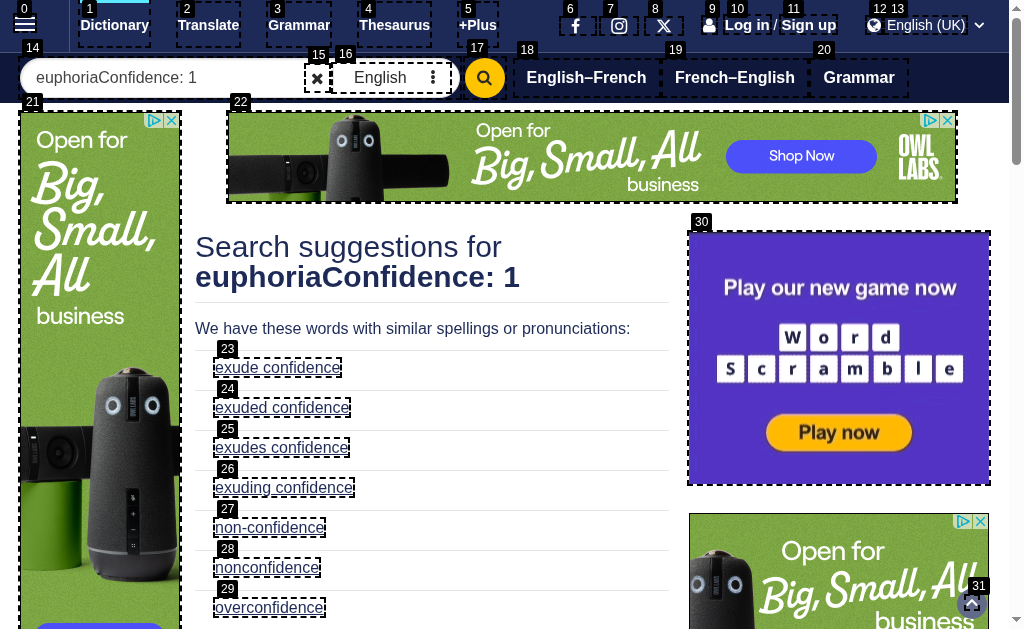 0
1
2
3
4
5
6
7
8
9
10
11
12
13
Dictionary
Translate
Grammar
Thesaurus
+Plus
Log in / Sign up
English (UK)
14
15
16
17
18
19
20
euphoriaConfidence: 1
English
English–French
French–English
Grammar
21
22
Open for
Big,
Small,
All
business
Open for
Big, Small, All
business
Shop Now
OWL
LABS
Search suggestions for
euphoriaConfidence: 1
We have these words with similar spellings or pronunciations:
23
exude confidence
24
exuded confidence
25
exudes confidence
26
exuding confidence
27
non-confidence
28
nonconfidence
29
overconfidence
30
Play our new game now
Word
Scramble
Play now
Open for
Big, Small, All
business
31